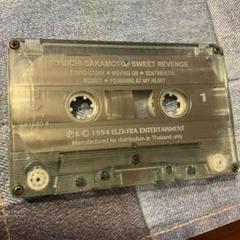 RYUICHI SAKAMOTO • SWEET REVENGE
TOKYO STORY • MOVING ON • SENTIMENTAL
REGRET • POUNDING AT MY HEART
1
℗ & © 1994 ELEKTRA ENTERTAINMENT
Manufactured for distribution in Thailand only